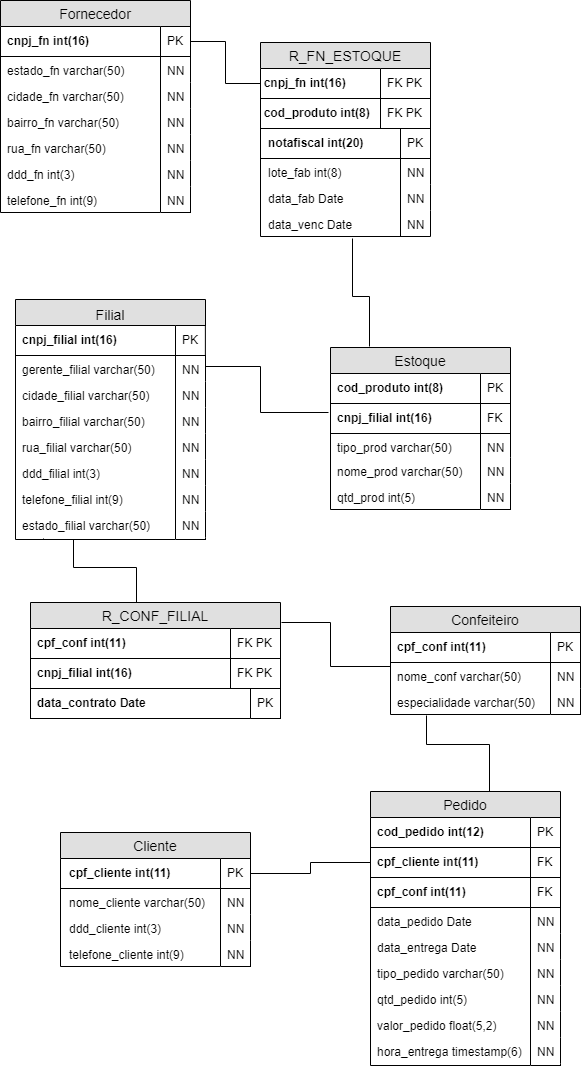 Fornecedor
cnpj_fn int(16) PK
estado_fn varchar(50) NN
cidade_fn varchar(50) NN
bairro_fn varchar(50) NN
rua_fn varchar(50) NN
ddd_fn int(3) NN
telefone_fn int(9) NN
R_FN_ESTOQUE
cnpj_fn int(16) FK PK
cod_produto int(8) FK PK
notafiscal int(20) PK
lote_fab int(8) NN
data_fab Date NN
data_venc Date NN
Filial
cnpj_filial int(16) PK
gerente_filial varchar(50) NN
cidade_filial varchar(50) NN
bairro_filial varchar(50) NN
rua_filial varchar(50) NN
ddd_filial int(3) NN
telefone_filial int(9) NN
estado_filial varchar(50) NN
Estoque
cod_produto int(8) PK
cnpj_filial int(16) FK
tipo_prod varchar(50) NN
nome_prod varchar(50) NN
qtd_prod int(5) NN
R_CONF_FILIAL
cpf_conf int(11) FK PK
cnpj_filial int(16) FK PK
data_contrato Date PK
Confeiteiro
cpf_conf int(11) PK
nome_conf varchar(50) NN
especialidade varchar(50) NN
Cliente
cpf_cliente int(11) PK
nome_cliente varchar(50) NN
ddd_cliente int(3) NN
telefone_cliente int(9) NN
Pedido
cod_pedido int(12) PK
cpf_cliente int(11) FK
cpf_conf int(11) FK
data_pedido Date NN
data_entrega Date NN
tipo_pedido varchar(50) NN
qtd_pedido int(5) NN
valor_pedido float(5,2) NN
hora_entrega timestamp(6) NN